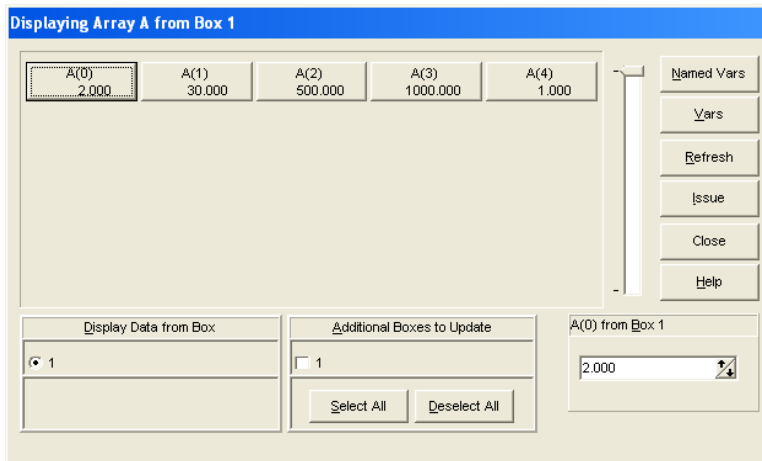 Displaying Array A from Box 1
A(0) A(1) A(2) A(3) A(4)
2.000 30.000 500.000 1000.000 1.000
Named Vars
Vars
Refresh
Issue
Close
Help
Display Data from Box
1
Additional Boxes to Update
1
Select All Deselect All
A(0) from Box 1
2.000